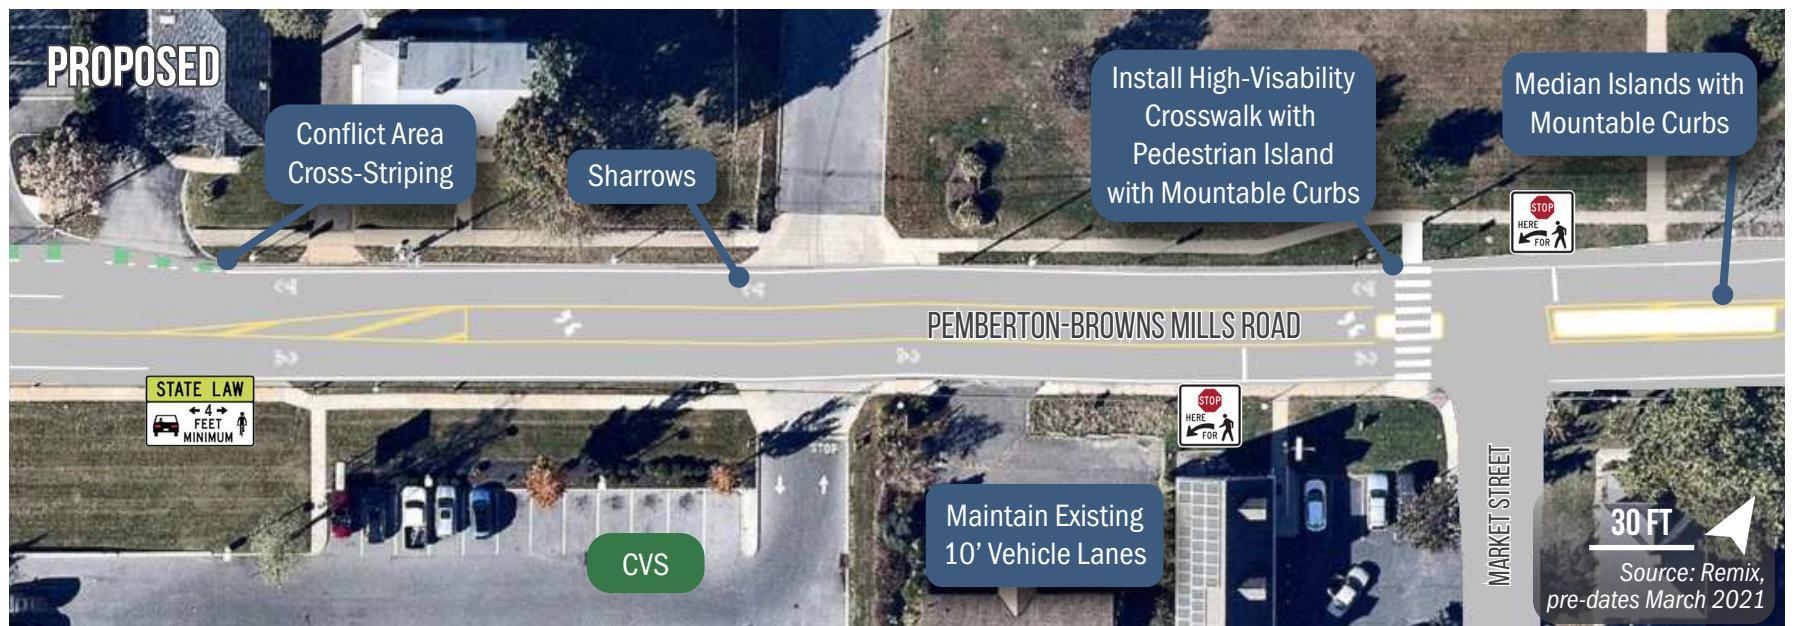 PROPOSED
Conflict Area
Cross-Striping
Sharrows
Install High-Visability
Crosswalk with
Pedestrian Island
with Mountable Curbs
Median Islands with
Mountable Curbs
STOP
HERE
FOR
PEMBERTON-BROWNS MILLS ROAD
STATE LAW
4
FEET
MINIMUM
STOP
HERE
FOR
STOP
CVS
Maintain Existing
10’ Vehicle Lanes
MARKET STREET
30 FT
Source: Remix,
pre-dates March 2021